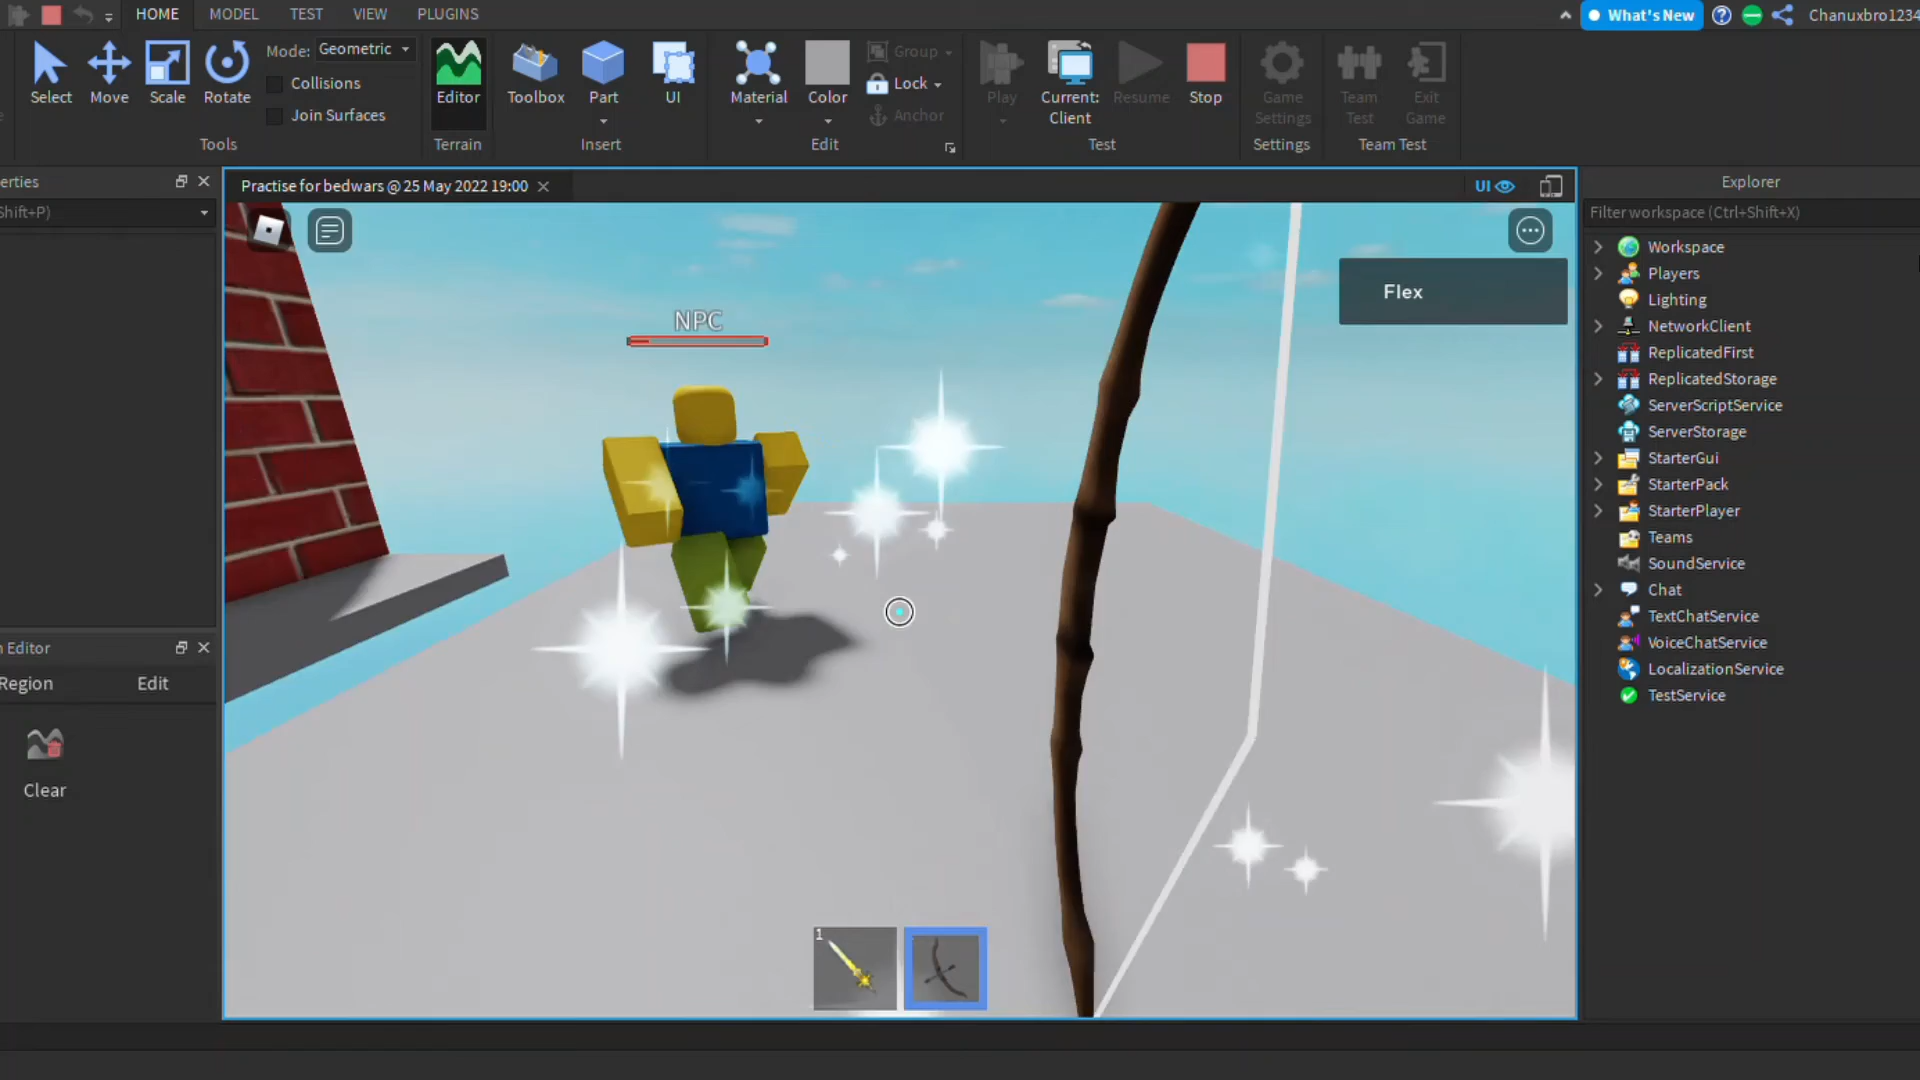 HOME MODEL TEST VIEW PLUGINS
What's New
Chanuxbro1234
Select Move Scale Rotate
Mode: Geometric
Collisions
Join Surfaces
Tools
Editor
Terrain
Toolbox Part UI
Insert
Material Color
Group
Lock
Anchor
Edit
Play Current: Client Resume Stop
Test
Game Settings
Settings
Team Test
Exit Game
Team Test
erties
Shift+P)
Practise for bedwars @ 25 May 2022 19:00
UI
Explorer
Filter workspace (Ctrl+Shift+X)
Workspace
Players
Lighting
NetworkClient
ReplicatedFirst
ReplicatedStorage
ServerScriptService
ServerStorage
StarterGui
StarterPack
StarterPlayer
Teams
SoundService
Chat
TextChatService
VoiceChatService
LocalizationService
TestService
Flex
NPC
n Editor
Region Edit
Clear
1